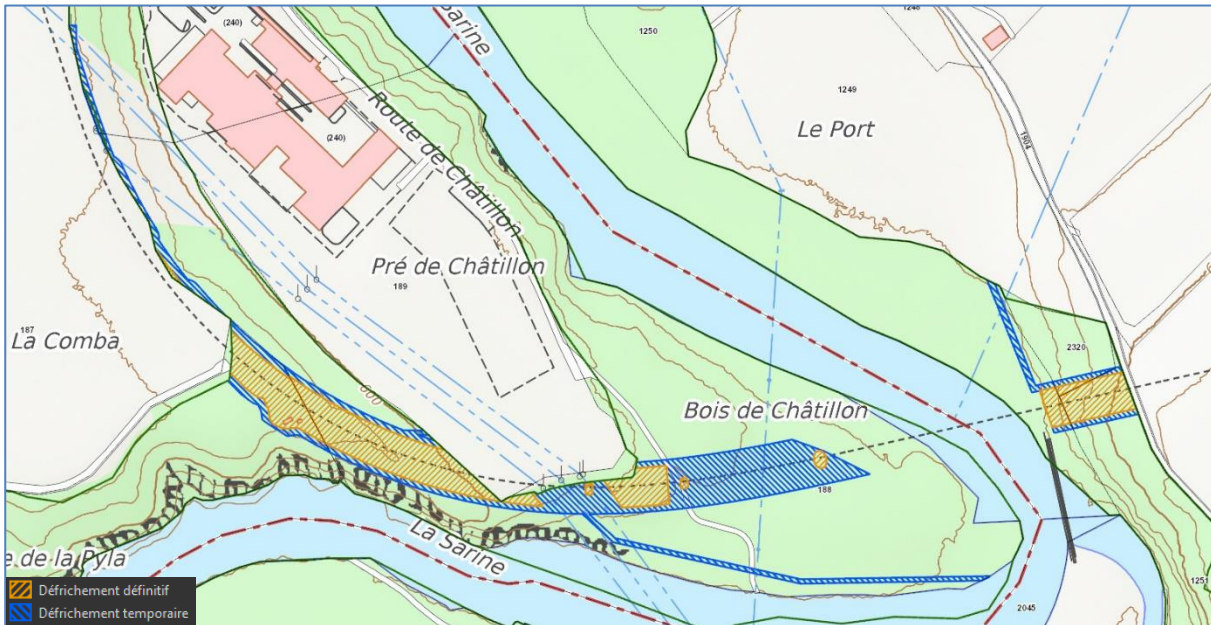 (240)
Sarine
1250
1248
1249
Le Port
1904
(240)
Route de Châtillon
Pré de Châtillon
189
187
La Comba
600
2320
Bois de Châtillon
188
La Sarine
e de la Pyla
1251
2045
Défrichement définitif
Défrichement temporaire